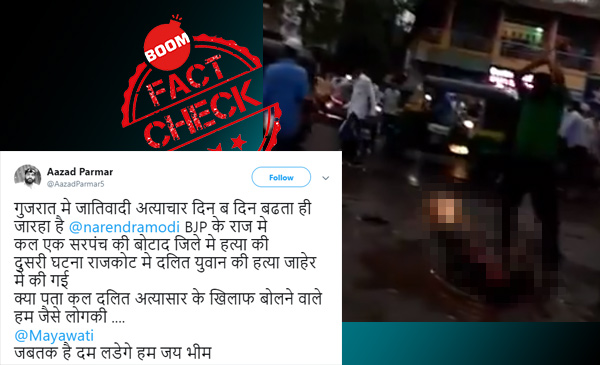 BOOM
FACT
CHECK
Aazad Parmar
@AazadParmar5
Follow
गुजरात मे जातिवादी अत्याचार दिन ब दिन बढता ही
जारहा है @narendramodi BJP के राज मे
कल एक सरपंच की बोटाद जिले मे हत्या की
दुसरी घटना राजकोट मे दलित युवान की हत्या जाहेर
में की गई
क्या पता कल दलित अत्यासार के खिलाफ बोलने वाले
हम जैसे लोगकी ....
@Mayawati
जबतक है दम लडेगे हम जय भीम